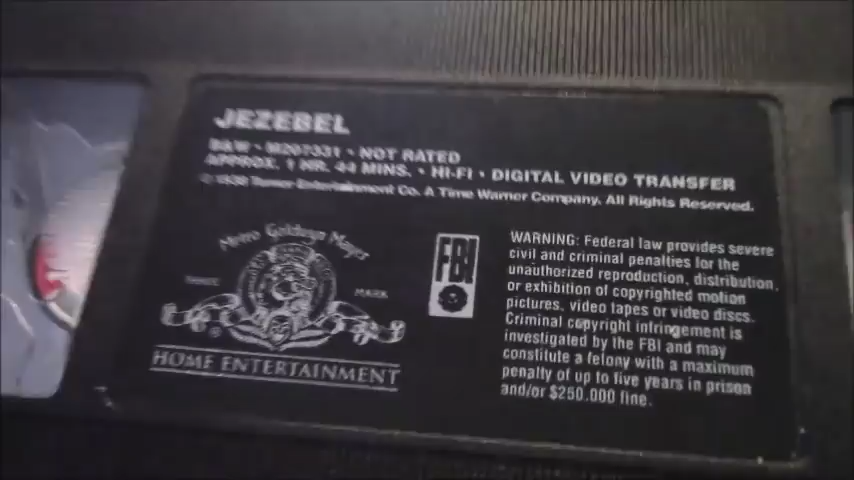 JEZEBEL
B&W • M207331 • NOT RATED
APPROX. 1 HR. 44 MINS. • HI-FI • DIGITAL VIDEO TRANSFER
© 1938 Turner Entertainment Co. A Time Warner Company. All Rights Reserved.
Metro Goldwyn Mayer
TRADE MARK
HOME ENTERTAINMENT
FBI
WARNING: Federal law provides severe
civil and criminal penalties for the
unauthorized reproduction, distribution,
or exhibition of copyrighted motion
pictures, video tapes or video discs.
Criminal copyright infringement is
investigated by the FBI and may
constitute a felony with a maximum
penalty of up to five years in prison
and/or $250,000 fine.